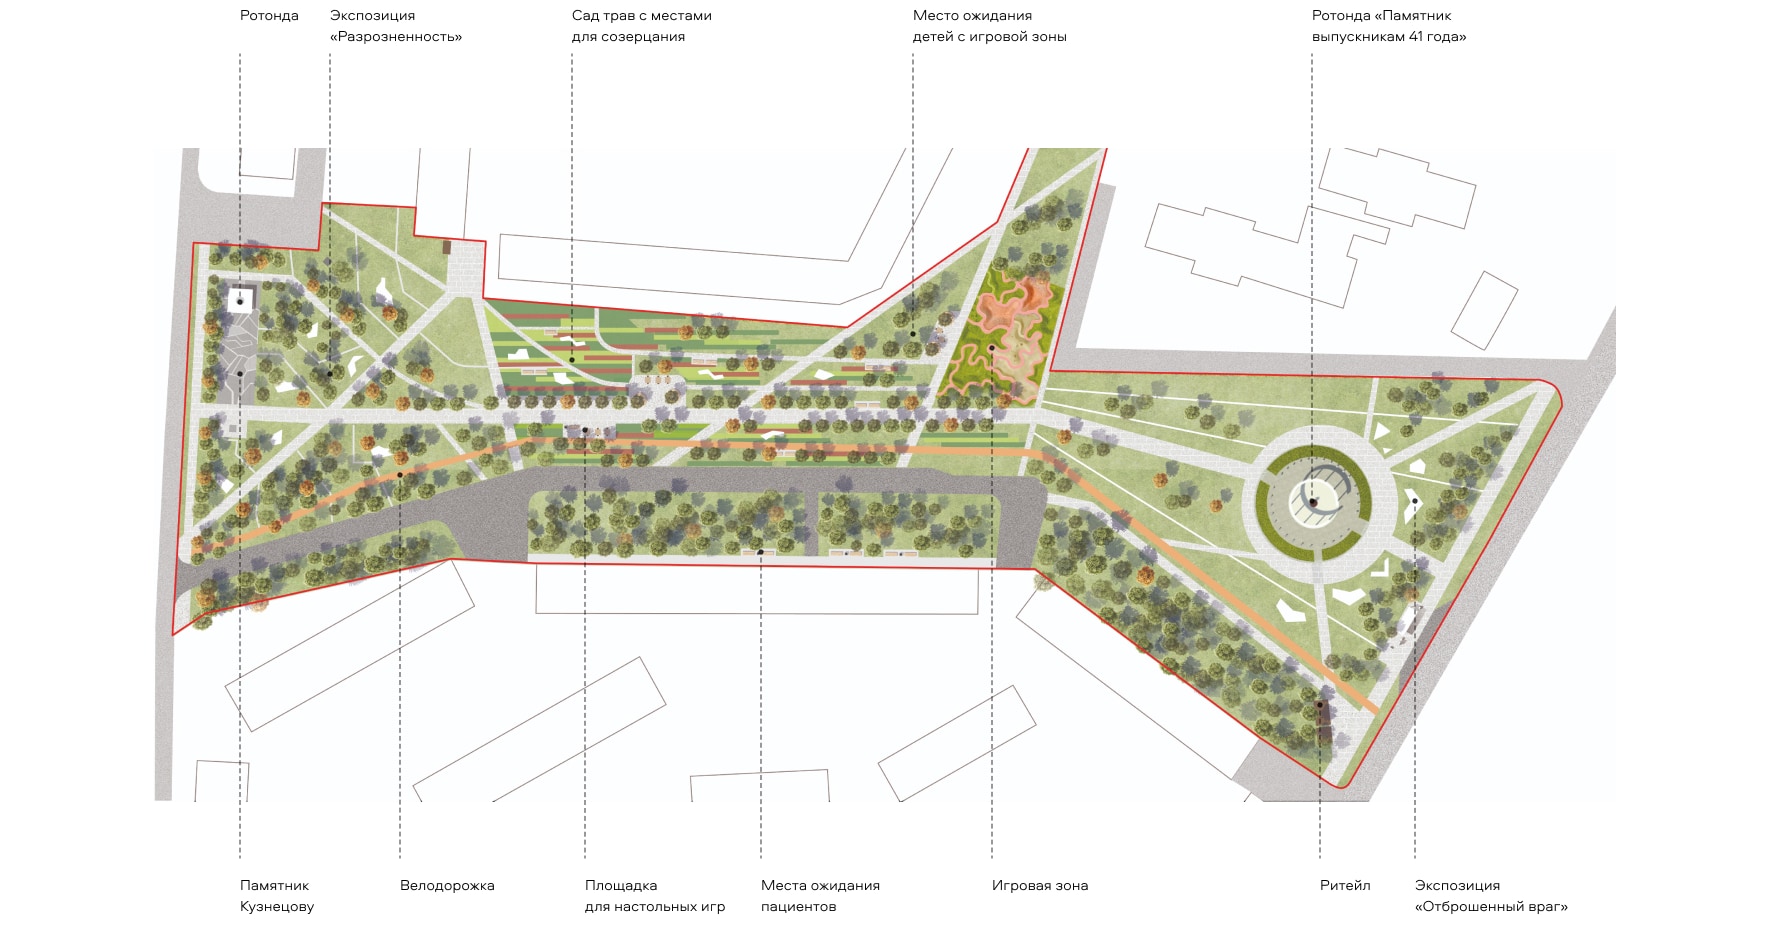 Ротонда
Экспозиция
«Разрозненность»
Сад трав с местами
для созерцания
Место ожидания
детей с игровой зоны
Ротонда «Памятник
выпускникам 41 года»
Памятник
Кузнецову
Велодорожка
Площадка
для настольных игр
Места ожидания
пациентов
Игровая зона
Ритейл
Экспозиция
«Отброшенный враг»